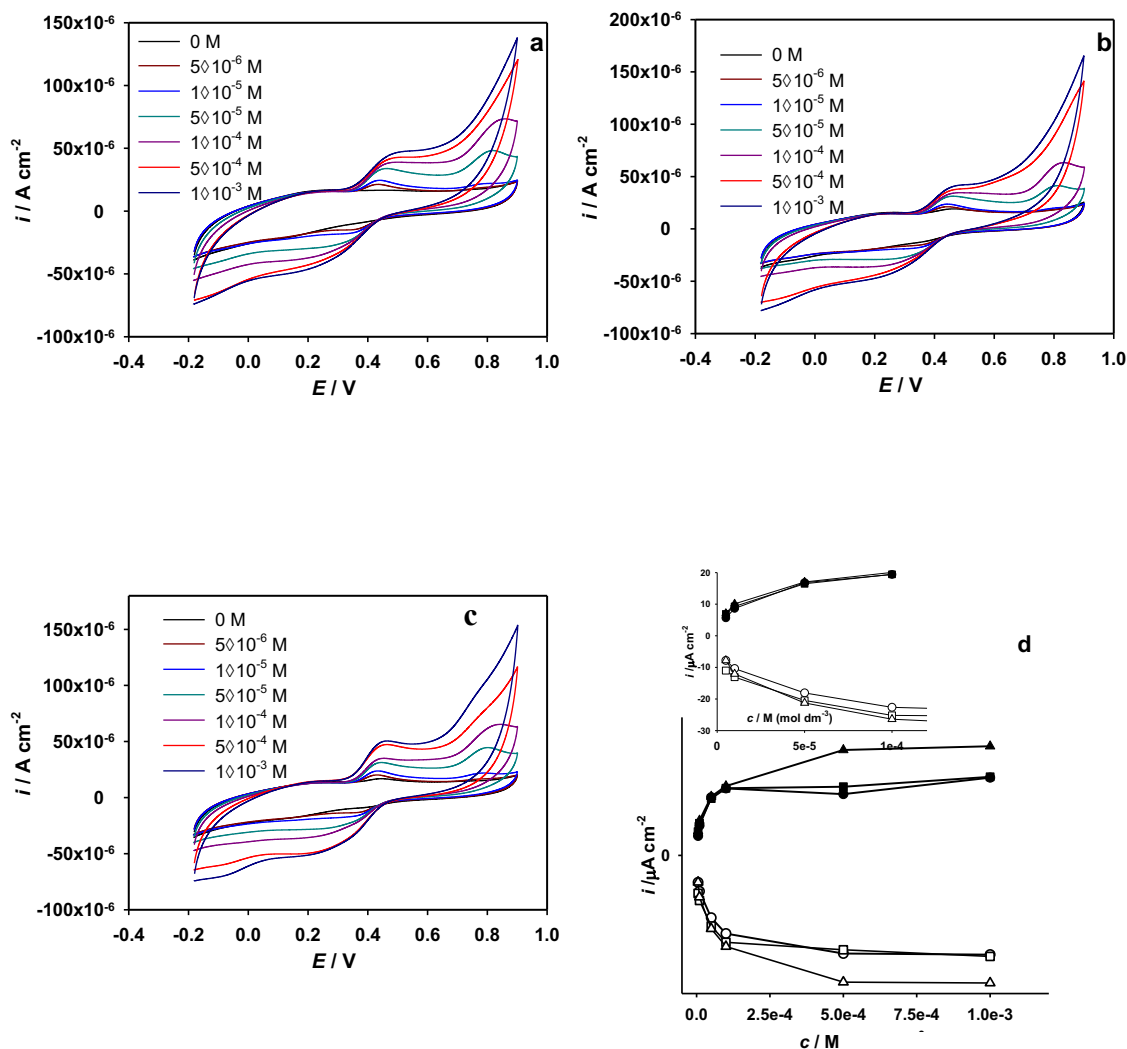 a
150x10⁻⁶
100x10⁻⁶
50x10⁻⁶
0
-50x10⁻⁶
-100x10⁻⁶
i / A cm⁻²
0 M
5◊10⁻⁶ M
1◊10⁻⁵ M
5◊10⁻⁵ M
1◊10⁻⁴ M
5◊10⁻⁴ M
1◊10⁻³ M
-0.4 -0.2 0.0 0.2 0.4 0.6 0.8 1.0
E / V
b
200x10⁻⁶
150x10⁻⁶
100x10⁻⁶
50x10⁻⁶
0
-50x10⁻⁶
-100x10⁻⁶
i / A cm⁻²
0 M
5◊10⁻⁶ M
1◊10⁻⁵ M
5◊10⁻⁵ M
1◊10⁻⁴ M
5◊10⁻⁴ M
1◊10⁻³ M
-0.4 -0.2 0.0 0.2 0.4 0.6 0.8 1.0
E / V
c
150x10⁻⁶
100x10⁻⁶
50x10⁻⁶
0
-50x10⁻⁶
-100x10⁻⁶
i / A cm⁻²
0 M
5◊10⁻⁶ M
1◊10⁻⁵ M
5◊10⁻⁵ M
1◊10⁻⁴ M
5◊10⁻⁴ M
1◊10⁻³ M
-0.4 -0.2 0.0 0.2 0.4 0.6 0.8 1.0
E / V
d
20
10
0
-10
-20
-30
i /µA cm⁻²
c / M (mol dm⁻³)
0 5e-5 1e-4
0
i /µA cm⁻²
0.0 2.5e-4 5.0e-4 7.5e-4 1.0e-3
c / M